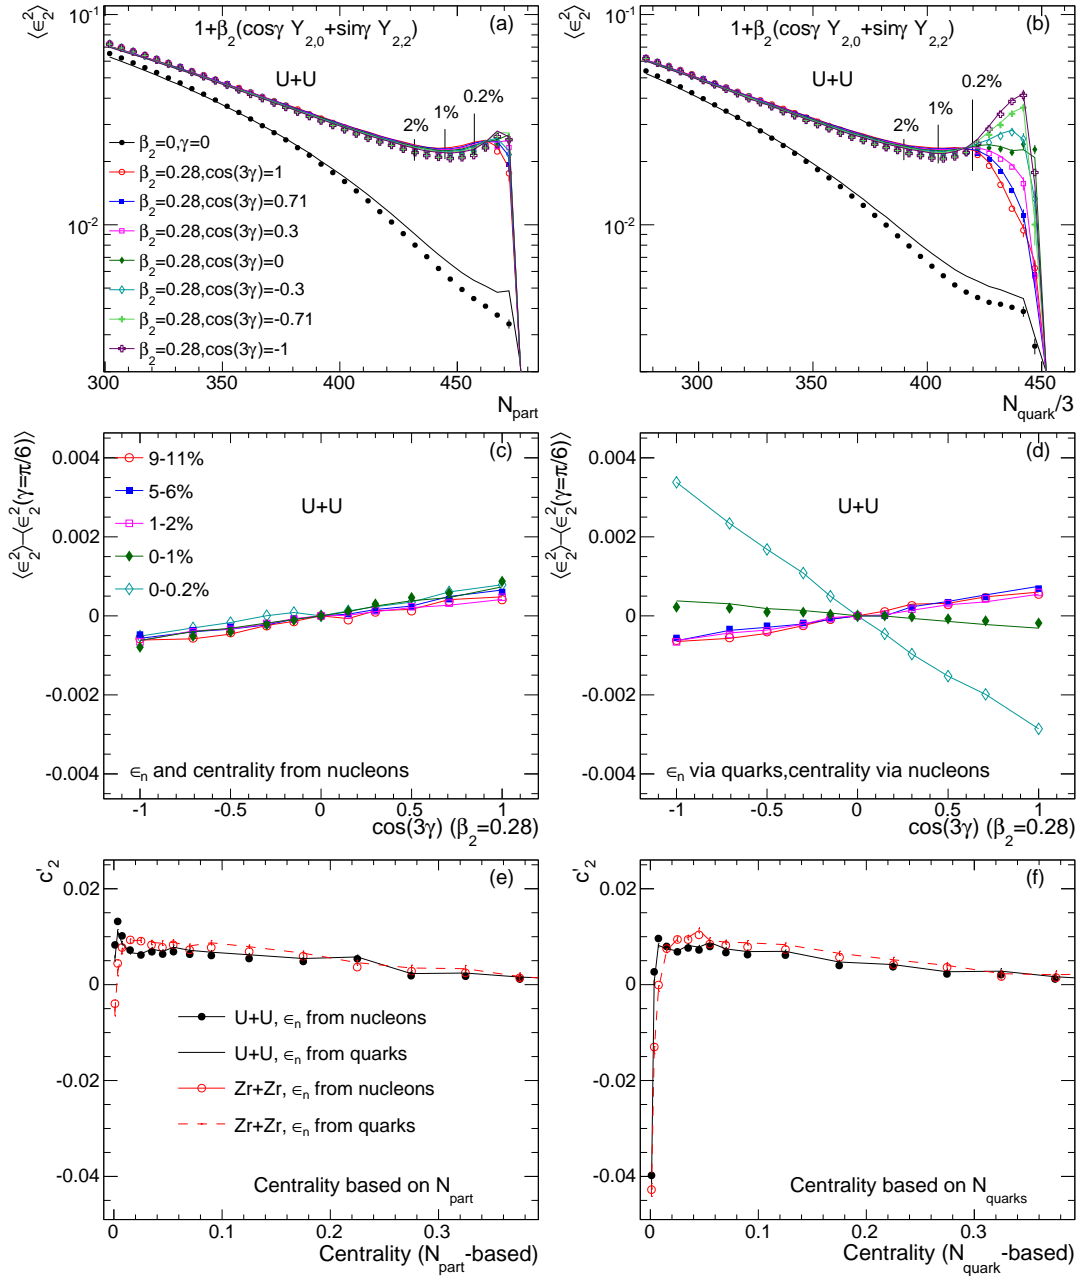 ⟨ϵ₂²⟩
10⁻¹
1+β₂(cosγ Y₂,₀+sinγ Y₂,₂)
(a)
U+U
0.2%
1%
2%
β₂=0,γ=0
β₂=0.28,cos(3γ)=1
β₂=0.28,cos(3γ)=0.71
β₂=0.28,cos(3γ)=0.3
β₂=0.28,cos(3γ)=0
β₂=0.28,cos(3γ)=-0.3
β₂=0.28,cos(3γ)=-0.71
β₂=0.28,cos(3γ)=-1
10⁻²
300 400 450
N_part
⟨ϵ₂²⟩
10⁻¹
1+β₂(cosγ Y₂,₀+sinγ Y₂,₂)
(b)
U+U
0.2%
1%
2%
10⁻²
300 350 400 450
N_quark/3
⟨ϵ₂²⟩−⟨ϵ₂²(γ=π/6)⟩
0.004
0.002
0
-0.002
-0.004
(c)
9-11%
5-6%
1-2%
0-1%
0-0.2%
U+U
ϵₙ and centrality from nucleons
-1 -0.5 0 0.5 1
cos(3γ) (β₂=0.28)
⟨ϵ₂²⟩−⟨ϵ₂²(γ=π/6)⟩
0.004
0.002
0
-0.002
-0.004
(d)
U+U
ϵₙ via quarks,centrality via nucleons
-1 -0.5 0 0.5 1
cos(3γ) (β₂=0.28)
c'₂
0.02
0
-0.02
-0.04
(e)
U+U, ϵₙ from nucleons
U+U, ϵₙ from quarks
Zr+Zr, ϵₙ from nucleons
Zr+Zr, ϵₙ from quarks
Centrality based on N_part
0 0.1 0.2 0.3
Centrality (N_part-based)
c'₂
0.02
0
-0.02
-0.04
(f)
Centrality based on N_quarks
0 0.1 0.2 0.3
Centrality (N_quark-based)